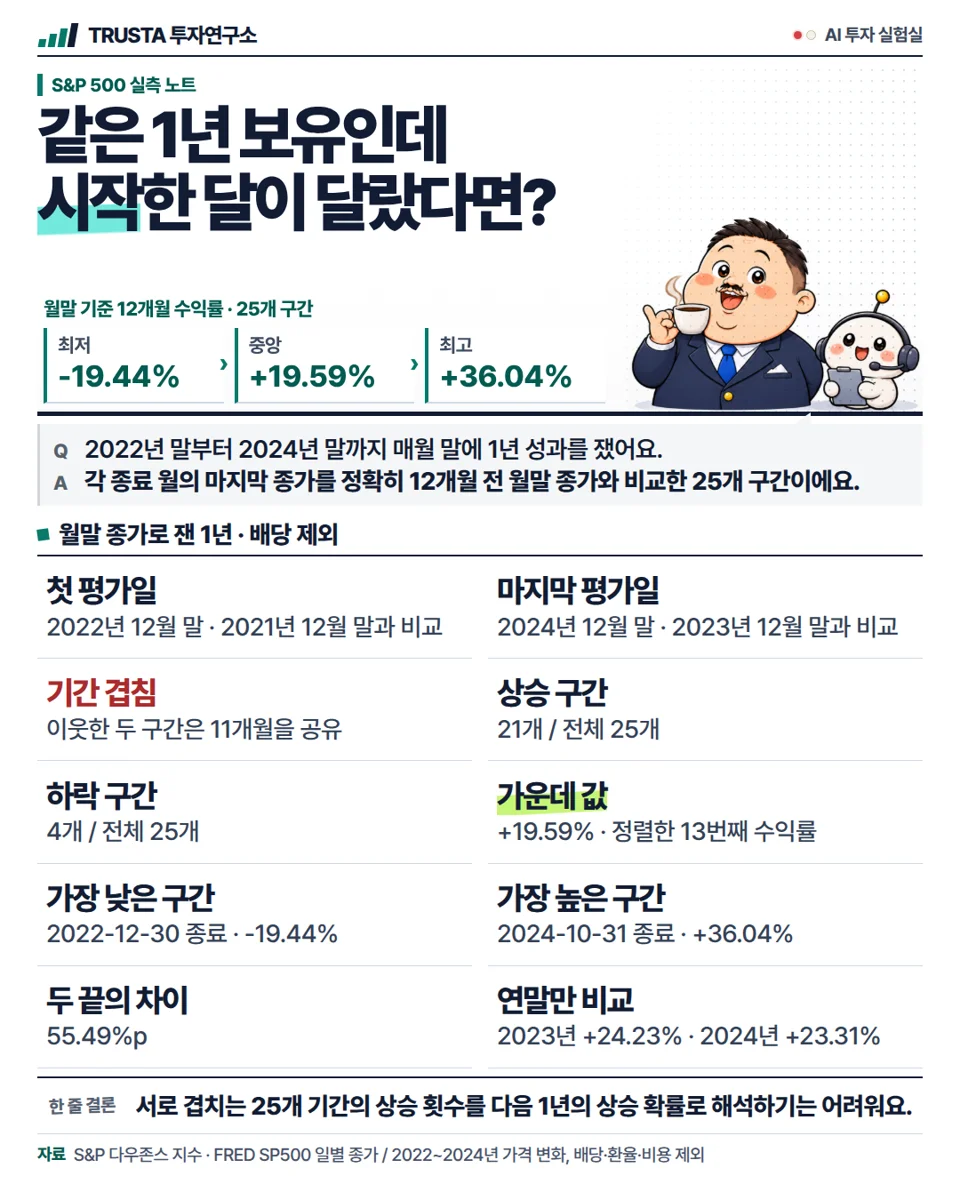 TRUSTA 투자연구소
AI 투자 실험실
S&P 500 실측 노트
같은 1년 보유인데
시작한 달이 달랐다면?
월말 기준 12개월 수익률 · 25개 구간
최저
-19.44%
›
중앙
+19.59%
›
최고
+36.04%
Q 2022년 말부터 2024년 말까지 매월 말에 1년 성과를 쟀어요.
A 각 종료 월의 마지막 종가를 정확히 12개월 전 월말 종가와 비교한 25개 구간이에요.
월말 종가로 잰 1년 · 배당 제외
첫 평가일
2022년 12월 말 · 2021년 12월 말과 비교
마지막 평가일
2024년 12월 말 · 2023년 12월 말과 비교
기간 겹침
이웃한 두 구간은 11개월을 공유
상승 구간
21개 / 전체 25개
하락 구간
4개 / 전체 25개
가운데 값
+19.59% · 정렬한 13번째 수익률
가장 낮은 구간
2022-12-30 종료 · -19.44%
가장 높은 구간
2024-10-31 종료 · +36.04%
두 끝의 차이
55.49%p
연말만 비교
2023년 +24.23% · 2024년 +23.31%
한 줄 결론 서로 겹치는 25개 기간의 상승 횟수를 다음 1년의 상승 확률로 해석하기는 어려워요.
자료 S&P 다우존스 지수 · FRED SP500 일별 종가 / 2022~2024년 가격 변화, 배당·환율·비용 제외